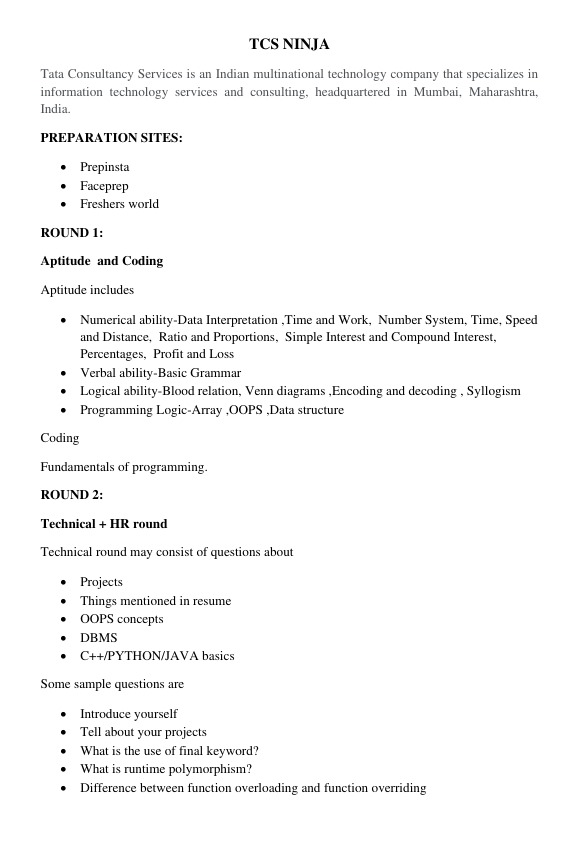 TCS NINJA
Tata Consultancy Services is an Indian multinational technology company that specializes in
information technology services and consulting, headquartered in Mumbai, Maharashtra,
India.
PREPARATION SITES:
• Prepinsta
• Faceprep
• Freshers world
ROUND 1:
Aptitude  and Coding
Aptitude includes
• Numerical ability-Data Interpretation ,Time and Work,  Number System, Time, Speed
and Distance,  Ratio and Proportions,  Simple Interest and Compound Interest,
Percentages,  Profit and Loss
• Verbal ability-Basic Grammar
• Logical ability-Blood relation, Venn diagrams ,Encoding and decoding , Syllogism
• Programming Logic-Array ,OOPS ,Data structure
Coding
Fundamentals of programming.
ROUND 2:
Technical + HR round
Technical round may consist of questions about
• Projects
• Things mentioned in resume
• OOPS concepts
• DBMS
• C++/PYTHON/JAVA basics
Some sample questions are
• Introduce yourself
• Tell about your projects
• What is the use of final keyword?
• What is runtime polymorphism?
• Difference between function overloading and function overriding